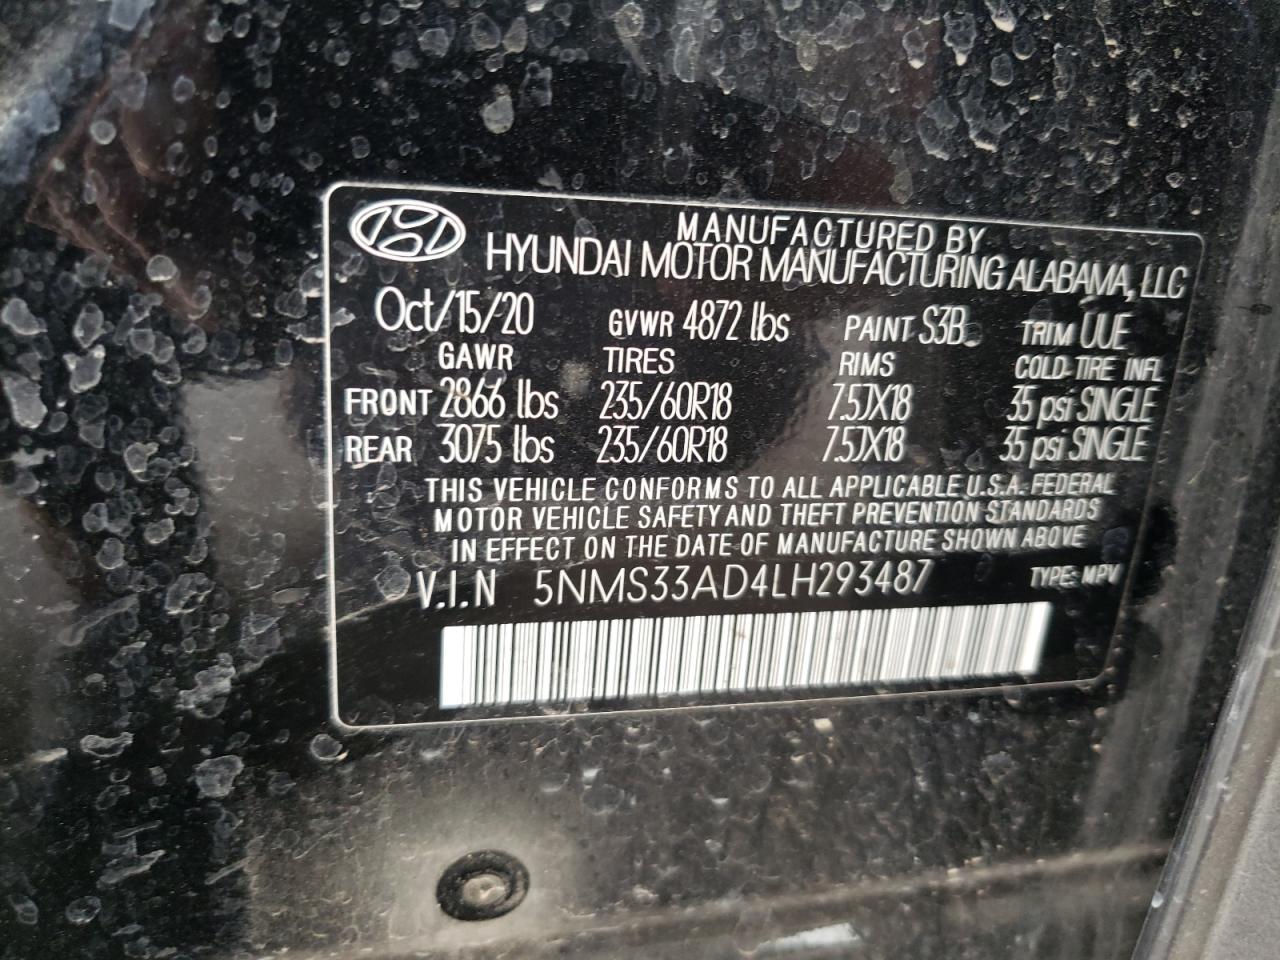 MANUFACTURED BY
HYUNDAI MOTOR MANUFACTURING ALABAMA, LLC
Oct/15/20 GVWR 4872 lbs PAINT S3B TRIM UUE
GAWR TIRES RIMS COLD-TIRE INFL
FRONT 2866 lbs 235/60R18 7.5JX18 35 psi SINGLE
REAR 3075 lbs 235/60R18 7.5JX18 35 psi SINGLE
THIS VEHICLE CONFORMS TO ALL APPLICABLE U.S.A. FEDERAL
MOTOR VEHICLE SAFETY AND THEFT PREVENTION STANDARDS
IN EFFECT ON THE DATE OF MANUFACTURE SHOWN ABOVE
V.I.N 5NMS33AD4LH293487 TYPE: MPV